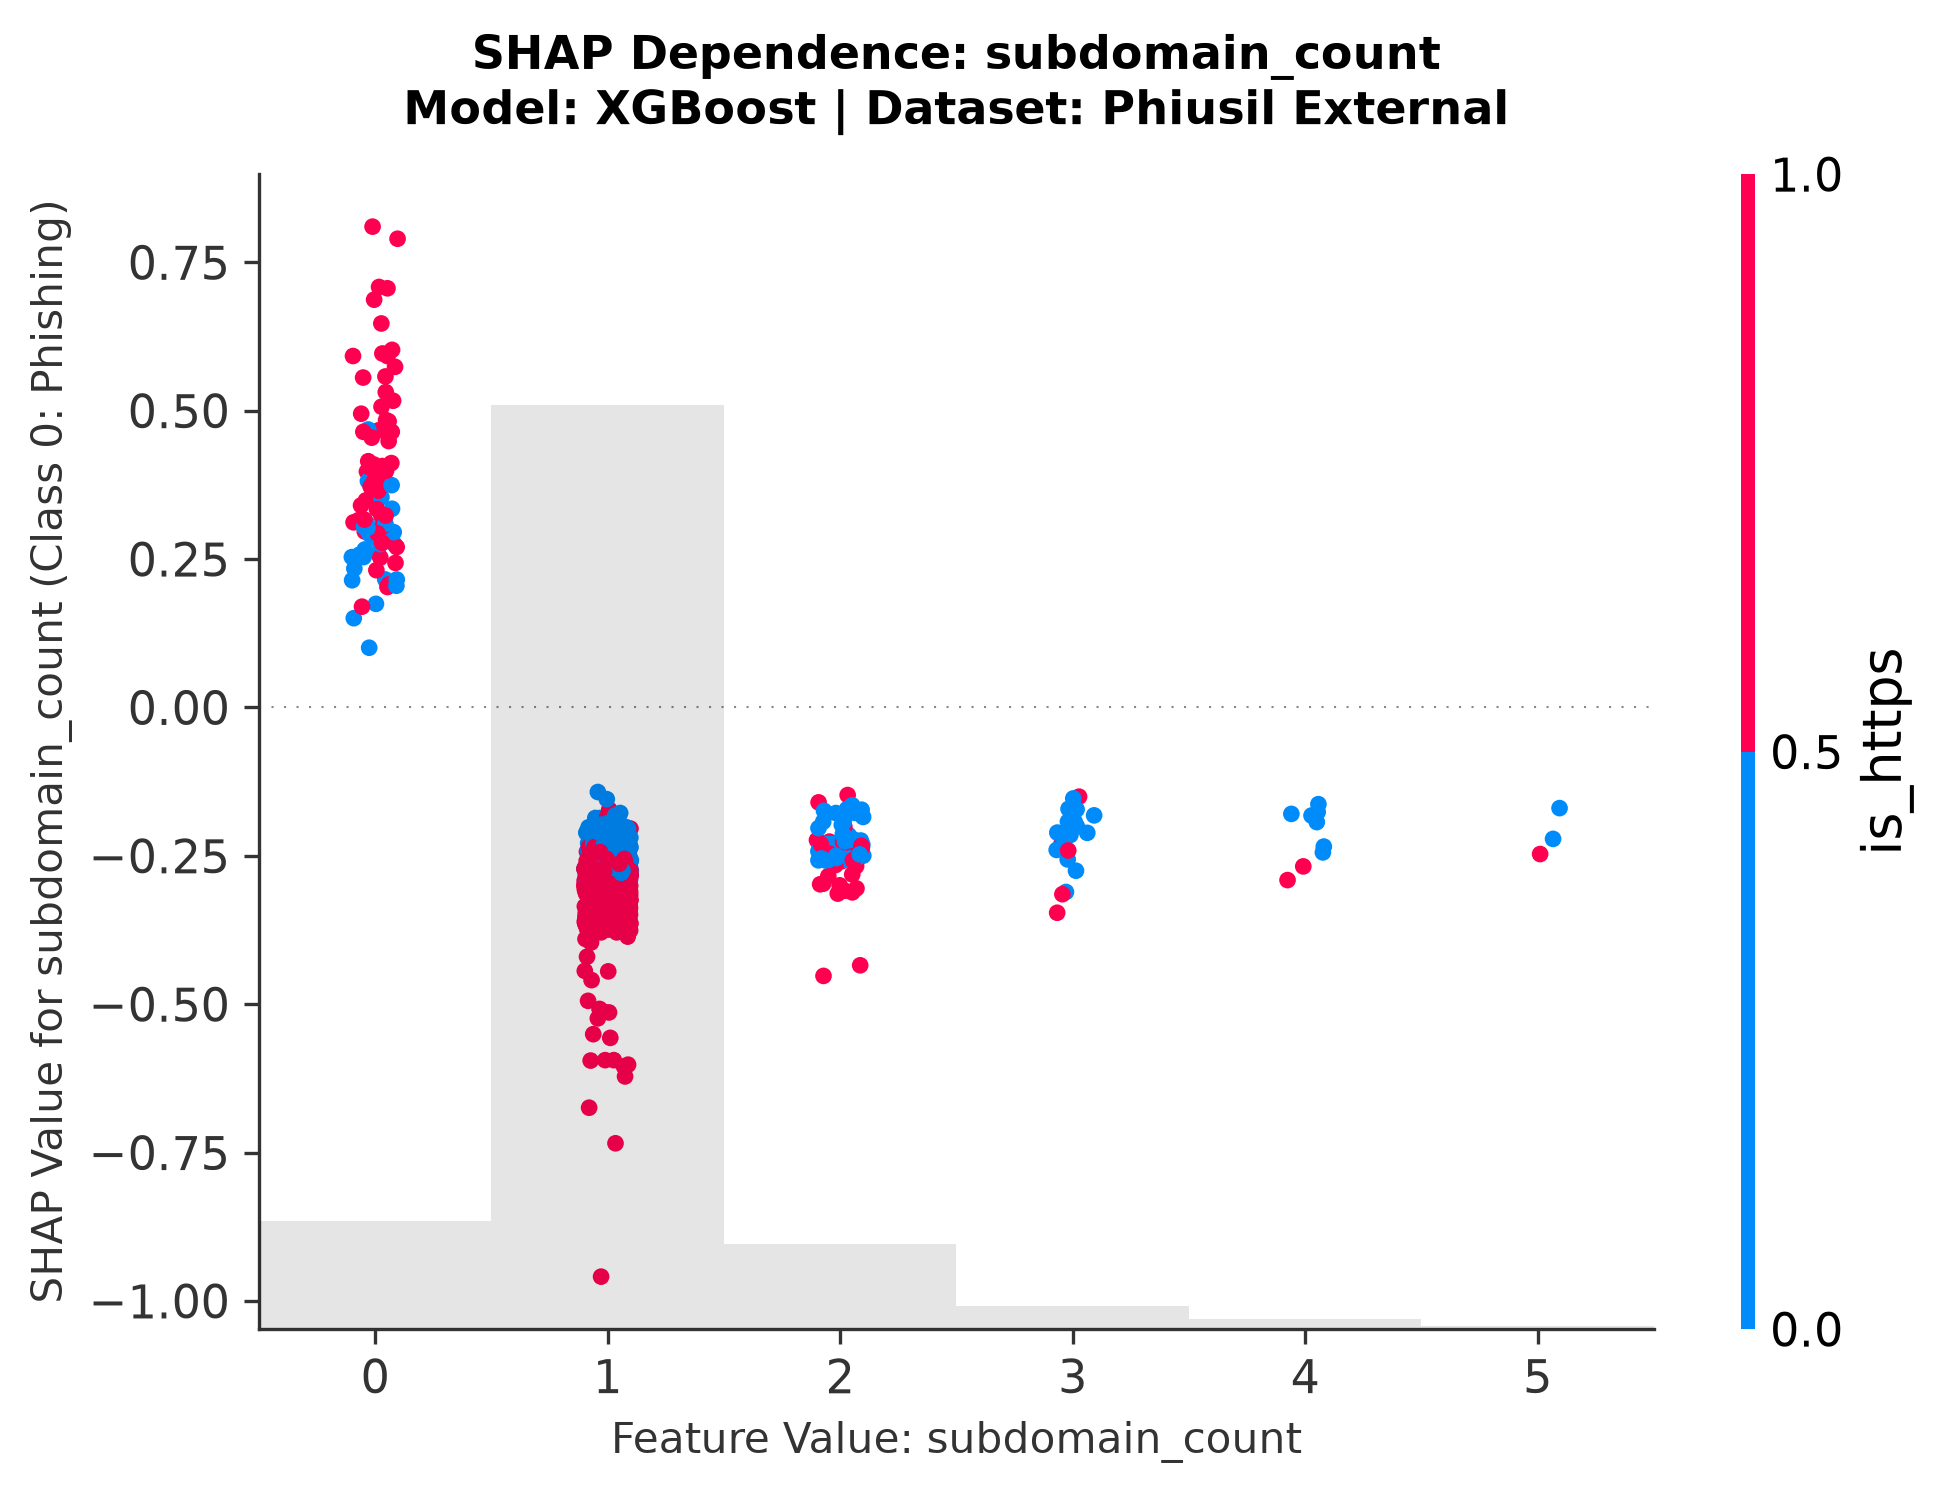 SHAP Dependence: subdomain_count
Model: XGBoost | Dataset: Phiusil External
SHAP Value for subdomain_count (Class 0: Phishing)
0.75
0.50
0.25
0.00
−0.25
−0.50
−0.75
−1.00
0 1 2 3 4 5
Feature Value: subdomain_count
1.0
0.5
0.0
is_https